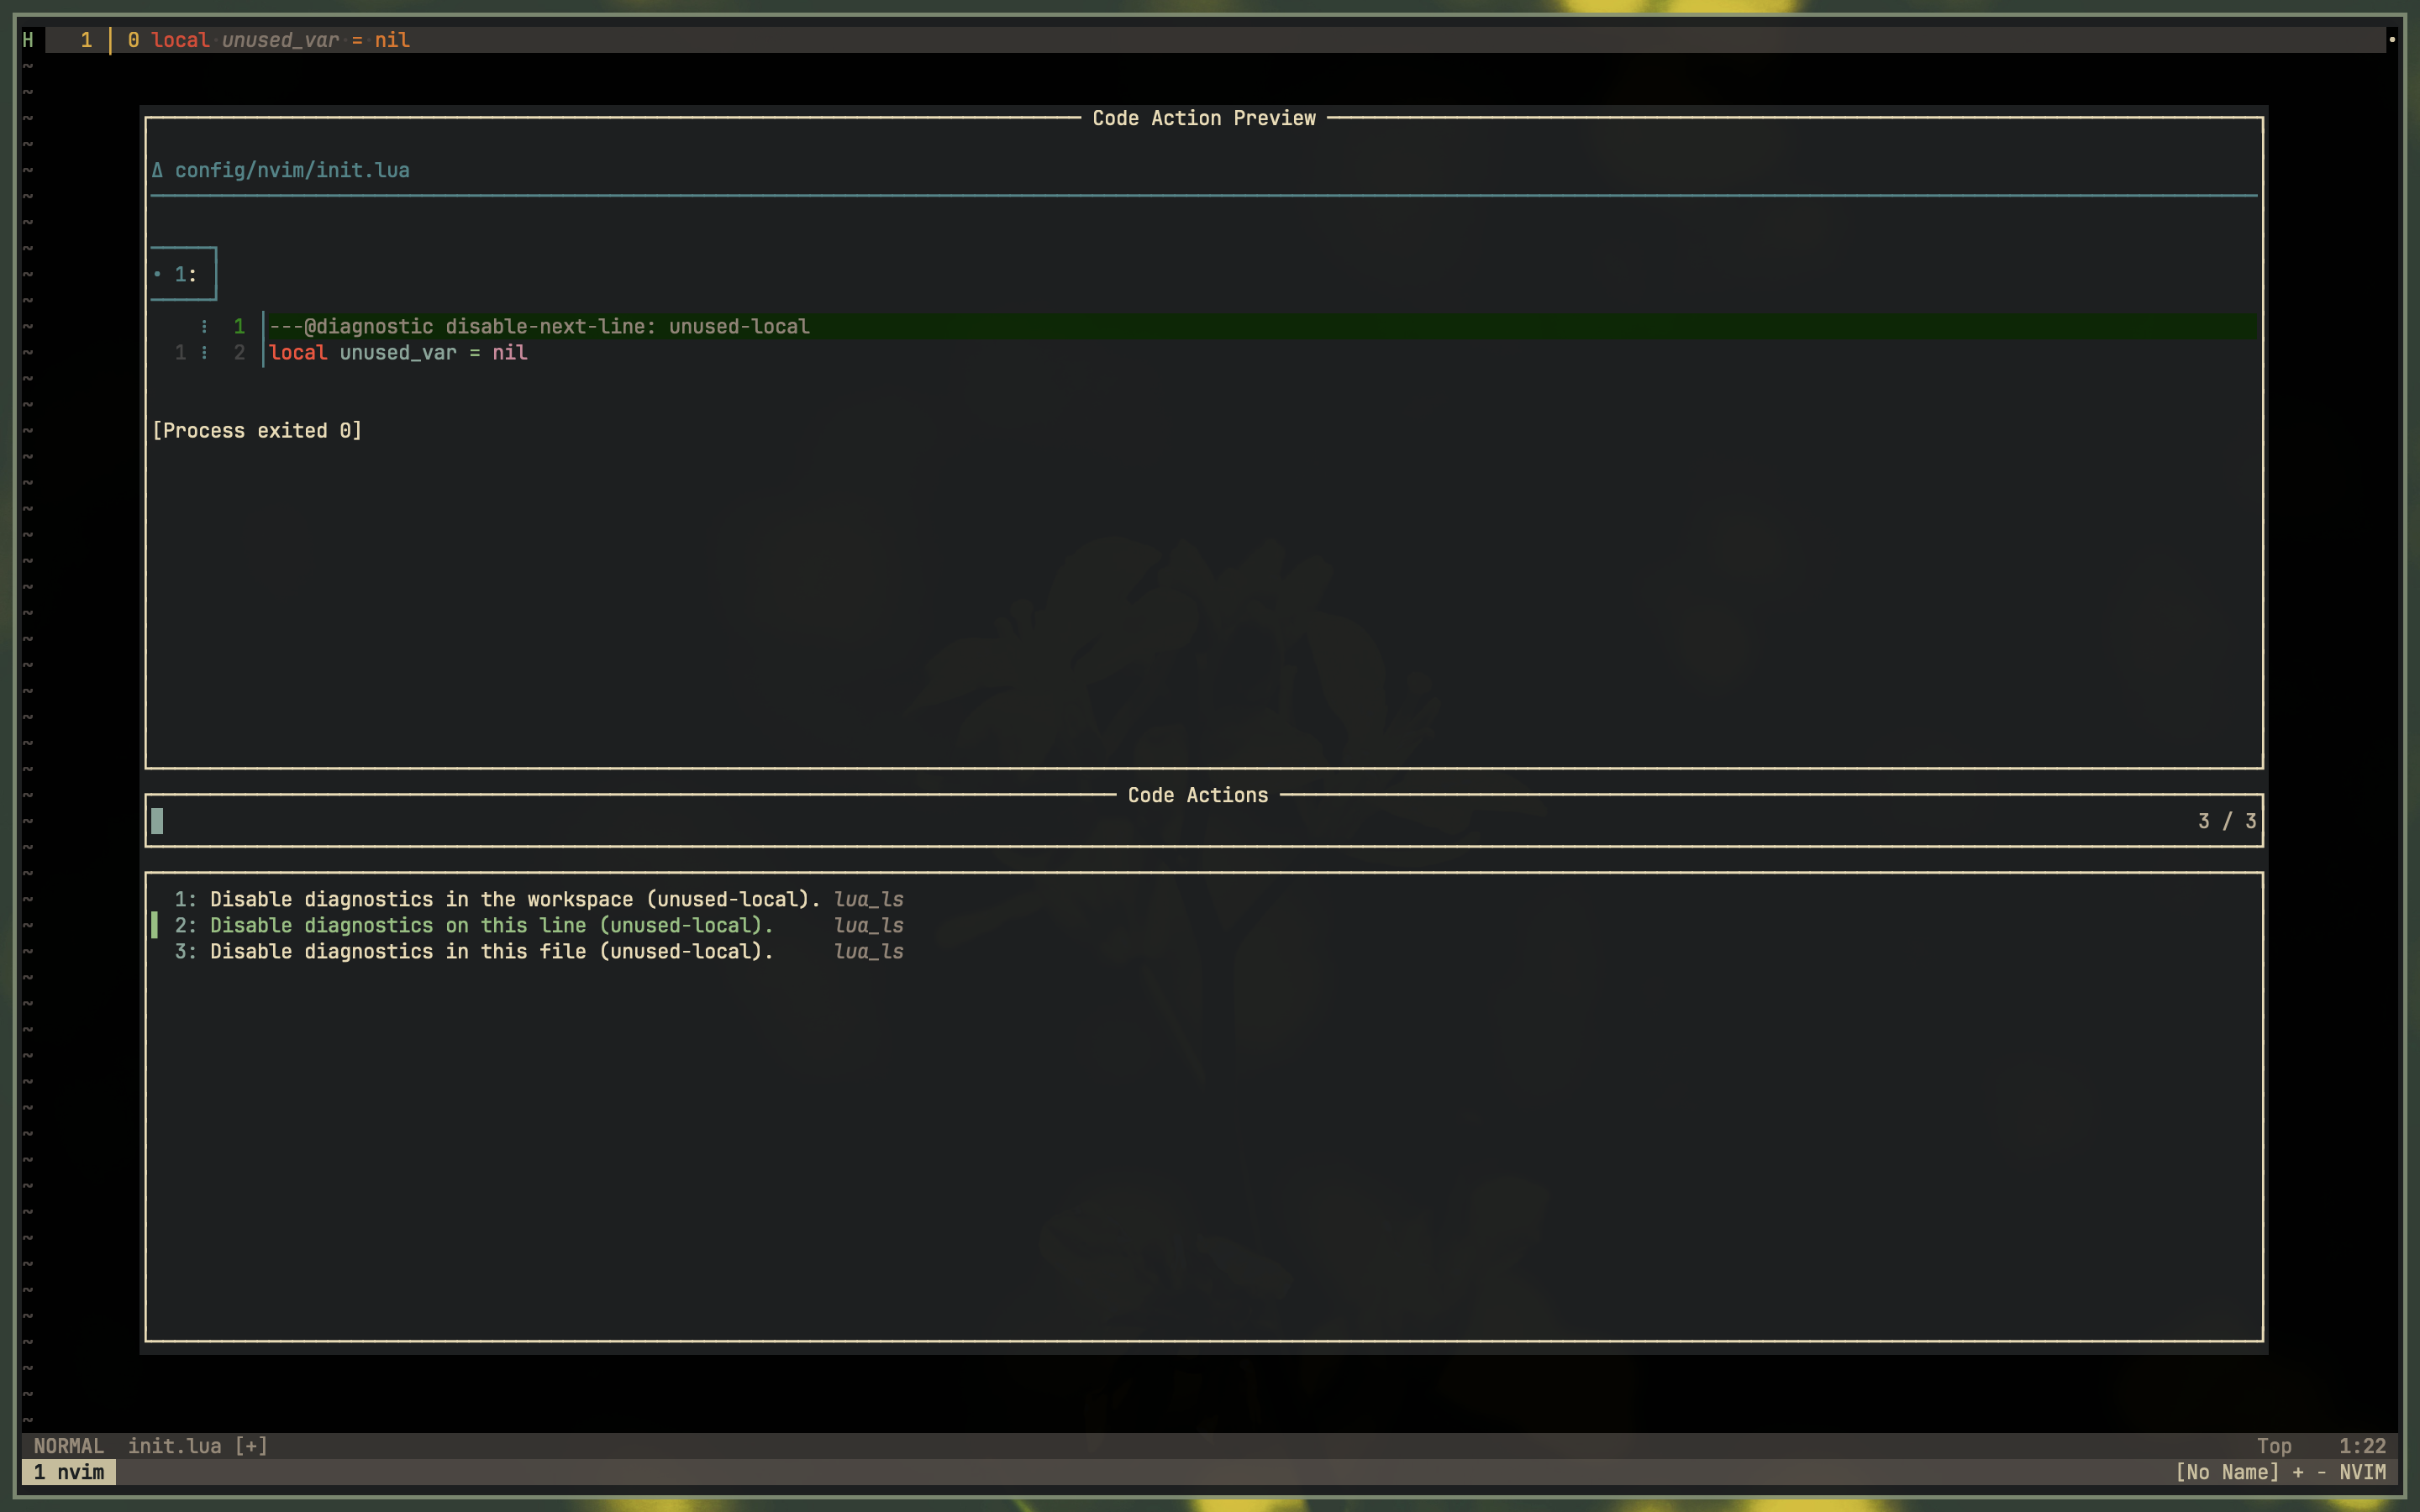 H 1 0 local unused_var = nil
~
Code Action Preview
Δ config/nvim/init.lua
• 1:
⋮ 1 ---@diagnostic disable-next-line: unused-local
1 ⋮ 2 local unused_var = nil
[Process exited 0]
Code Actions
3 / 3
1: Disable diagnostics in the workspace (unused-local). lua_ls
2: Disable diagnostics on this line (unused-local). lua_ls
3: Disable diagnostics in this file (unused-local). lua_ls
NORMAL init.lua [+] Top 1:22
1 nvim [No Name] + - NVIM